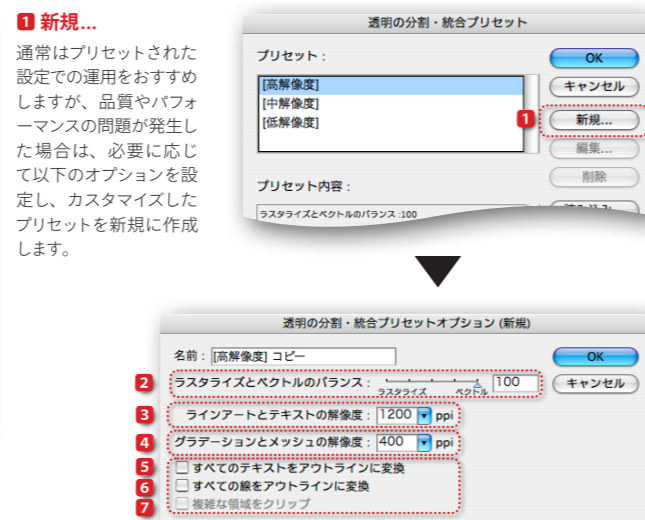 1 新規...
通常はプリセットされた
設定での運用をおすすめ
しますが、品質やパフォ
ーマンスの問題が発生し
た場合は、必要に応じ
て以下のオプションを設
定し、カスタマイズした
プリセットを新規に作成
します。
透明の分割・統合プリセット
プリセット：
[高解像度]
[中解像度]
[低解像度]
OK
キャンセル
1 新規...
編集...
削除
プリセット内容：
ラスタライズとベクトルのバランス :100
透明の分割・統合プリセットオプション (新規)
名前：[高解像度] コピー
OK
キャンセル
2 ラスタライズとベクトルのバランス： 100
ラスタライズ ベクトル
3 ラインアートとテキストの解像度：1200 ppi
4 グラデーションとメッシュの解像度：400 ppi
5 すべてのテキストをアウトラインに変換
6 すべての線をアウトラインに変換
7 複雑な領域をクリップ